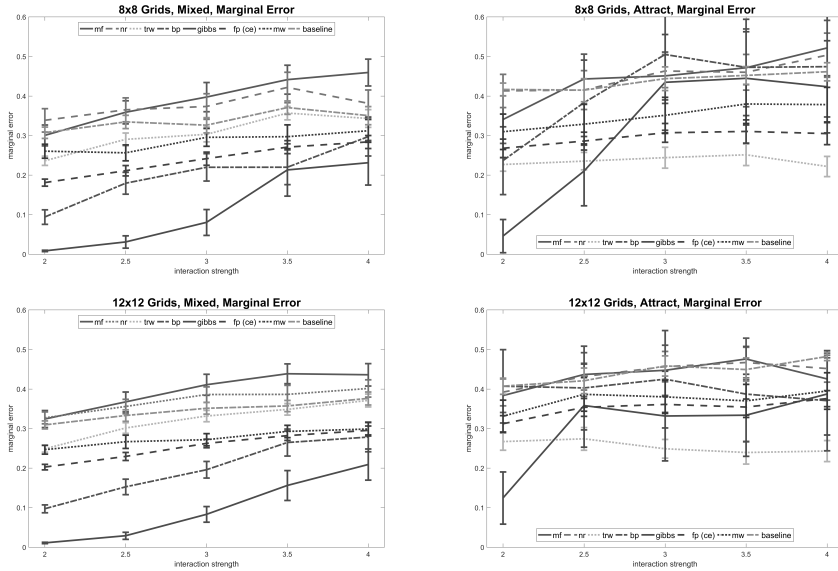 8x8 Grids, Mixed, Marginal Error
mf nr trw bp gibbs fp (ce) mw baseline
marginal error
0.6
0.5
0.4
0.3
0.2
0.1
0
2 2.5 3 3.5 4
interaction strength
8x8 Grids, Attract, Marginal Error
marginal error
0.6
0.5
0.4
0.3
0.2
0.1
0
mf nr trw bp gibbs fp (ce) mw baseline
2 2.5 3 3.5 4
interaction strength
12x12 Grids, Mixed, Marginal Error
mf nr trw bp gibbs fp (ce) mw baseline
marginal error
0.6
0.5
0.4
0.3
0.2
0.1
0
2 2.5 3 3.5 4
interaction strength
12x12 Grids, Attract, Marginal Error
marginal error
0.6
0.5
0.4
0.3
0.2
0.1
0
mf nr trw bp gibbs fp (ce) mw baseline
2 2.5 3 3.5 4
interaction strength